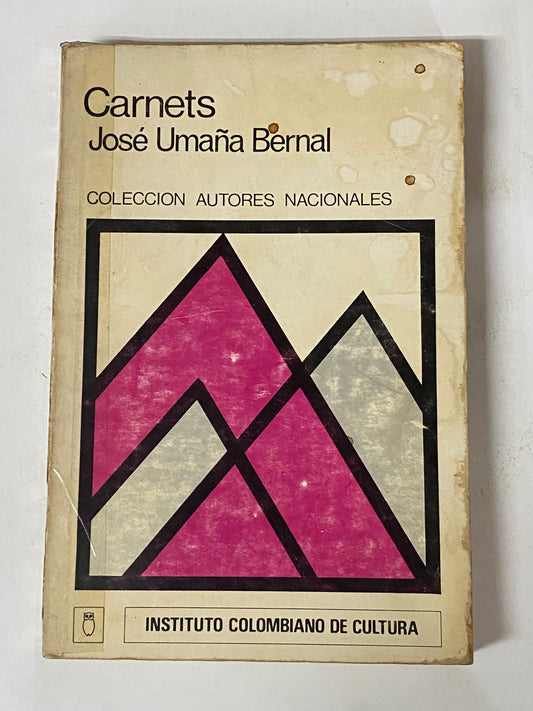 Carnets
José Umaña Bernal
COLECCION AUTORES NACIONALES
INSTITUTO COLOMBIANO DE CULTURA